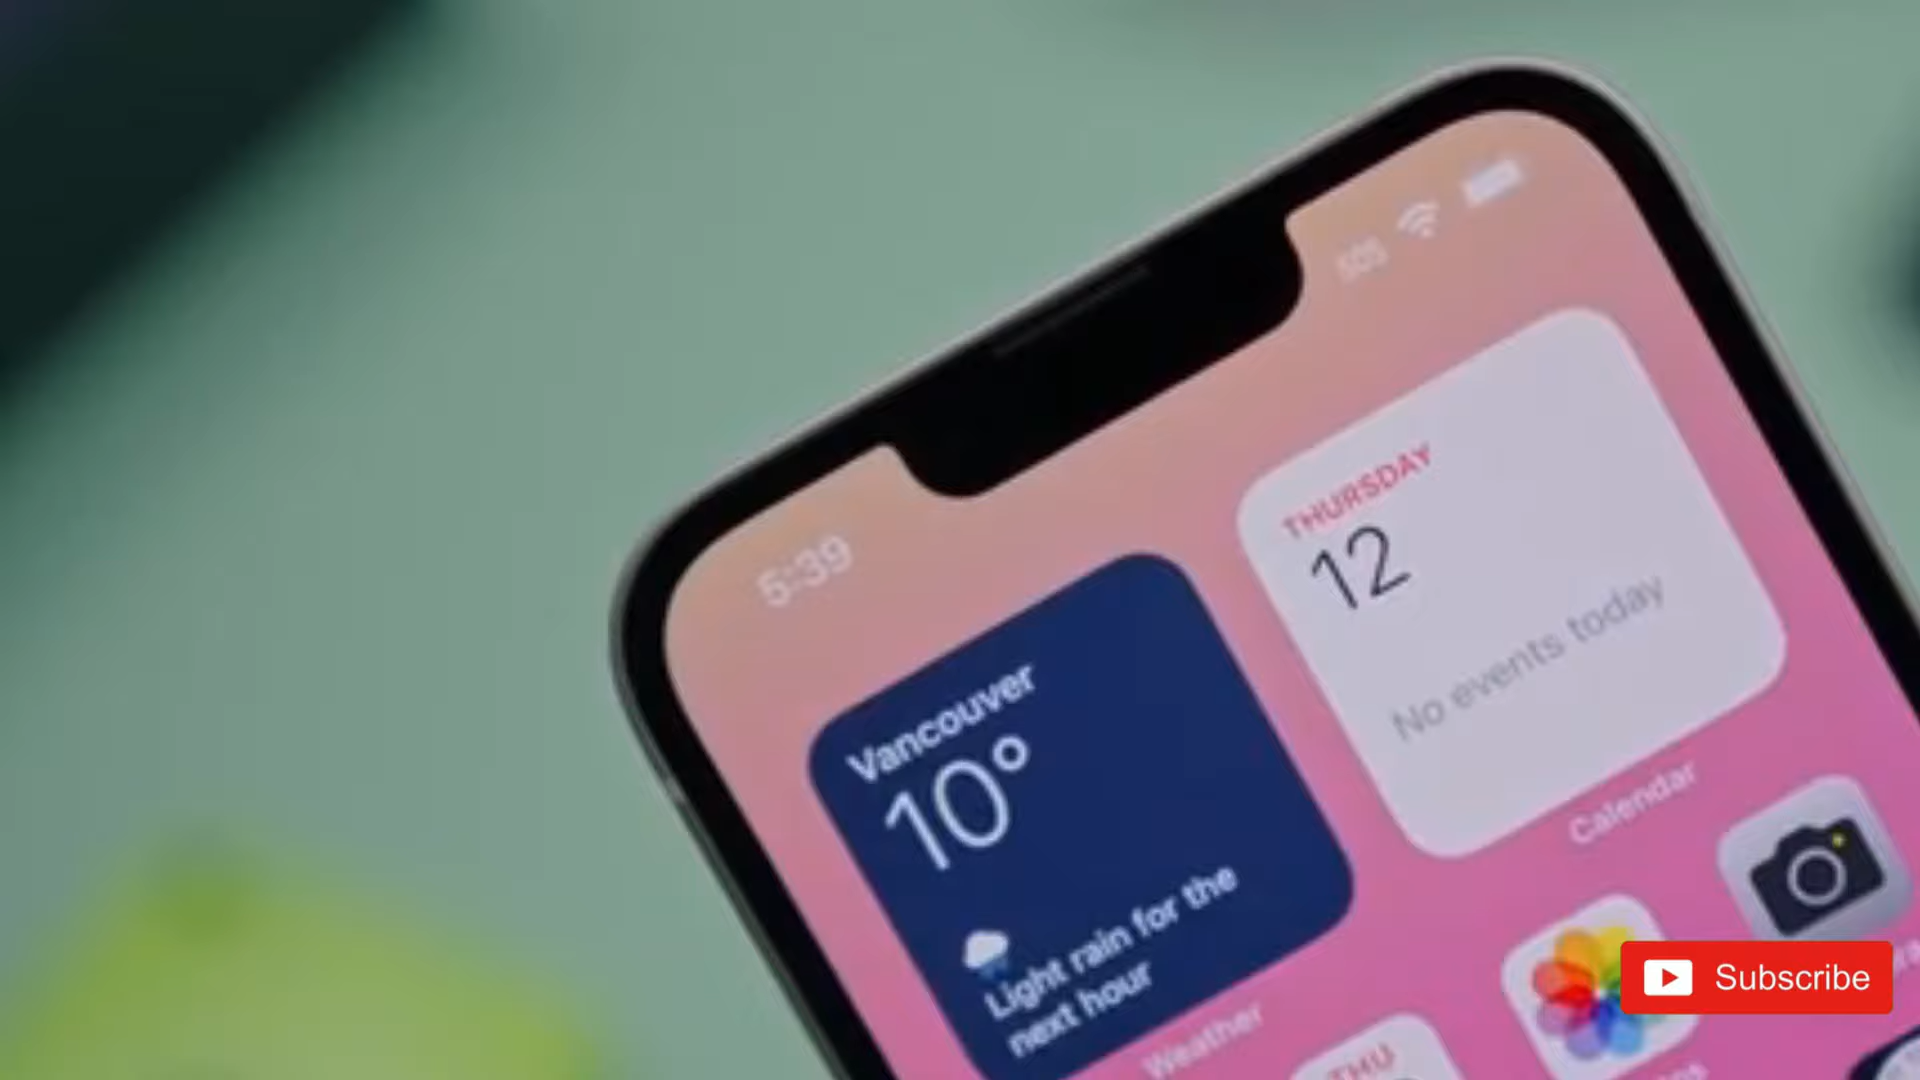 5:39
SOS
Vancouver
10°
Light rain for the
next hour
Weather
THURSDAY
12
No events today
Calendar
THU
Subscribe